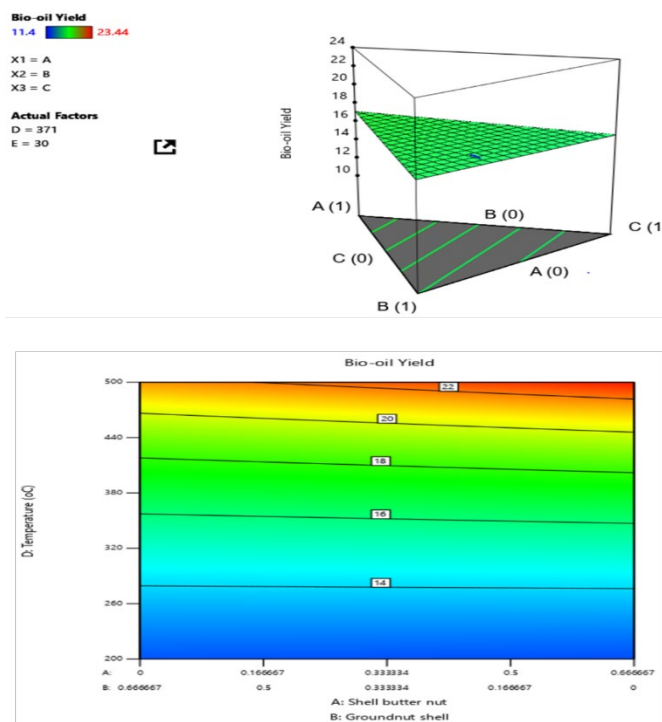 Bio-oil Yield
11.4 23.44
X1 = A
X2 = B
X3 = C
Actual Factors
D = 371
E = 30
Bio-oil Yield
24
22
20
18
16
14
12
10
A (1)
B (0)
C (1
C (0)
A (0)
B (1)
Bio-oil Yield
D: Temperature (oC)
500
440
380
320
260
200
22
20
18
16
14
A: 0 0.166667 0.333334 0.5 0.666667
B: 0.666667 0.5 0.333334 0.166667 0
A: Shell butter nut
B: Groundnut shell